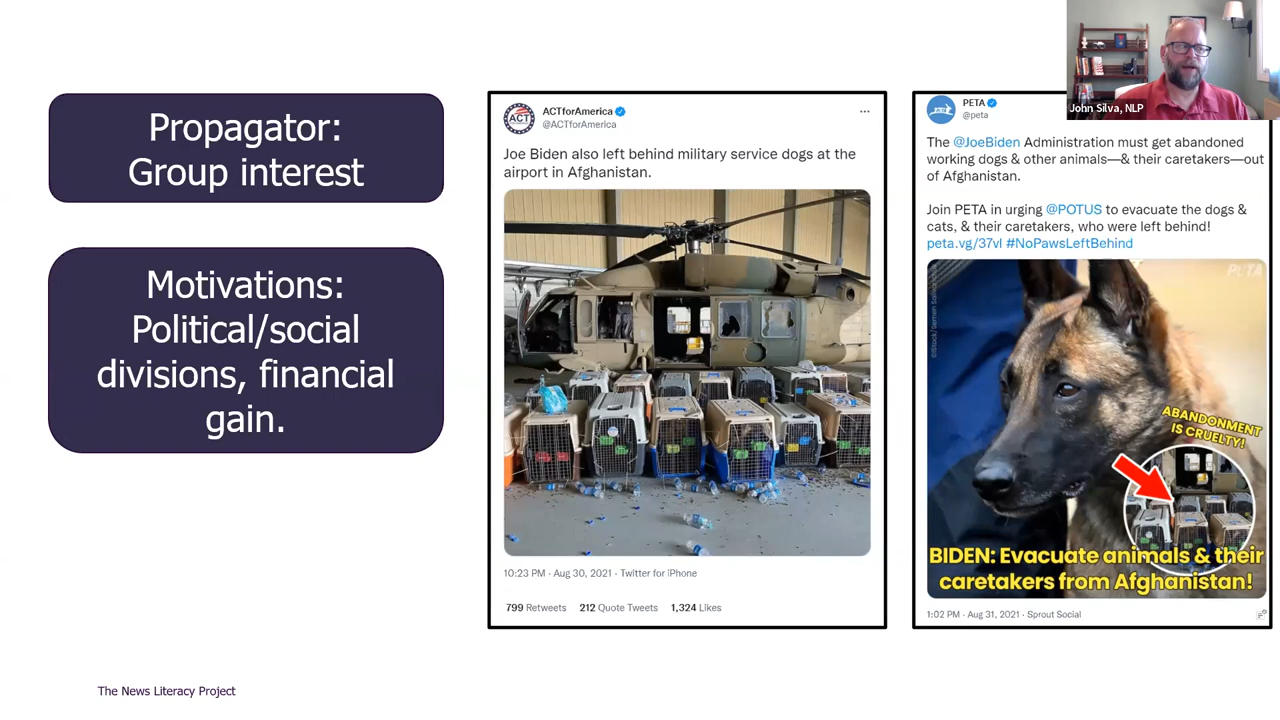 Propagator:
Group interest
Motivations:
Political/social
divisions, financial
gain.
ACT
ACTforAmerica
@ACTforAmerica
Joe Biden also left behind military service dogs at the
airport in Afghanistan.
10:23 PM · Aug 30, 2021 · Twitter for iPhone
799 Retweets 212 Quote Tweets 1,324 Likes
PETA
@peta
The @JoeBiden Administration must get abandoned
working dogs & other animals—& their caretakers—out
of Afghanistan.
Join PETA in urging @POTUS to evacuate the dogs &
cats, & their caretakers, who were left behind!
peta.vg/37vl #NoPawsLeftBehind
PETA
ABANDONMENT
IS CRUELTY!
BIDEN: Evacuate animals & their
caretakers from Afghanistan!
1:02 PM · Aug 31, 2021 · Sprout Social
John Silva, NLP
The News Literacy Project